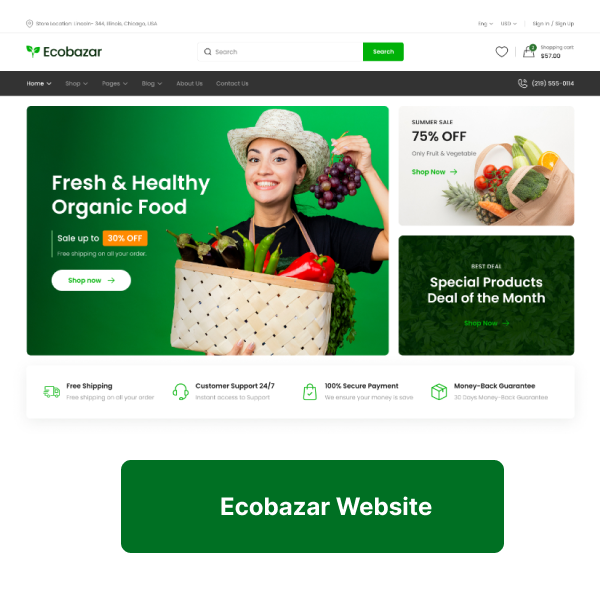 Store Location: Lincoln- 344, Illinois, Chicago, USA
Eng
USD
Sign In / Sign Up
Ecobazar
Search
Search
2
Shopping cart:
$57.00
Home
Shop
Pages
Blog
About Us
Contact Us
(219) 555-0114
Fresh & Healthy
Organic Food
Sale up to 30% OFF
Free shipping on all your order.
Shop now
SUMMER SALE
75% OFF
Only Fruit & Vegetable
Shop Now
BEST DEAL
Special Products
Deal of the Month
Shop Now
Free Shipping
Free shipping on all your order
Customer Support 24/7
Instant access to Support
100% Secure Payment
We ensure your money is save
Money-Back Guarantee
30 Days Money-Back Guarantee
Ecobazar Website